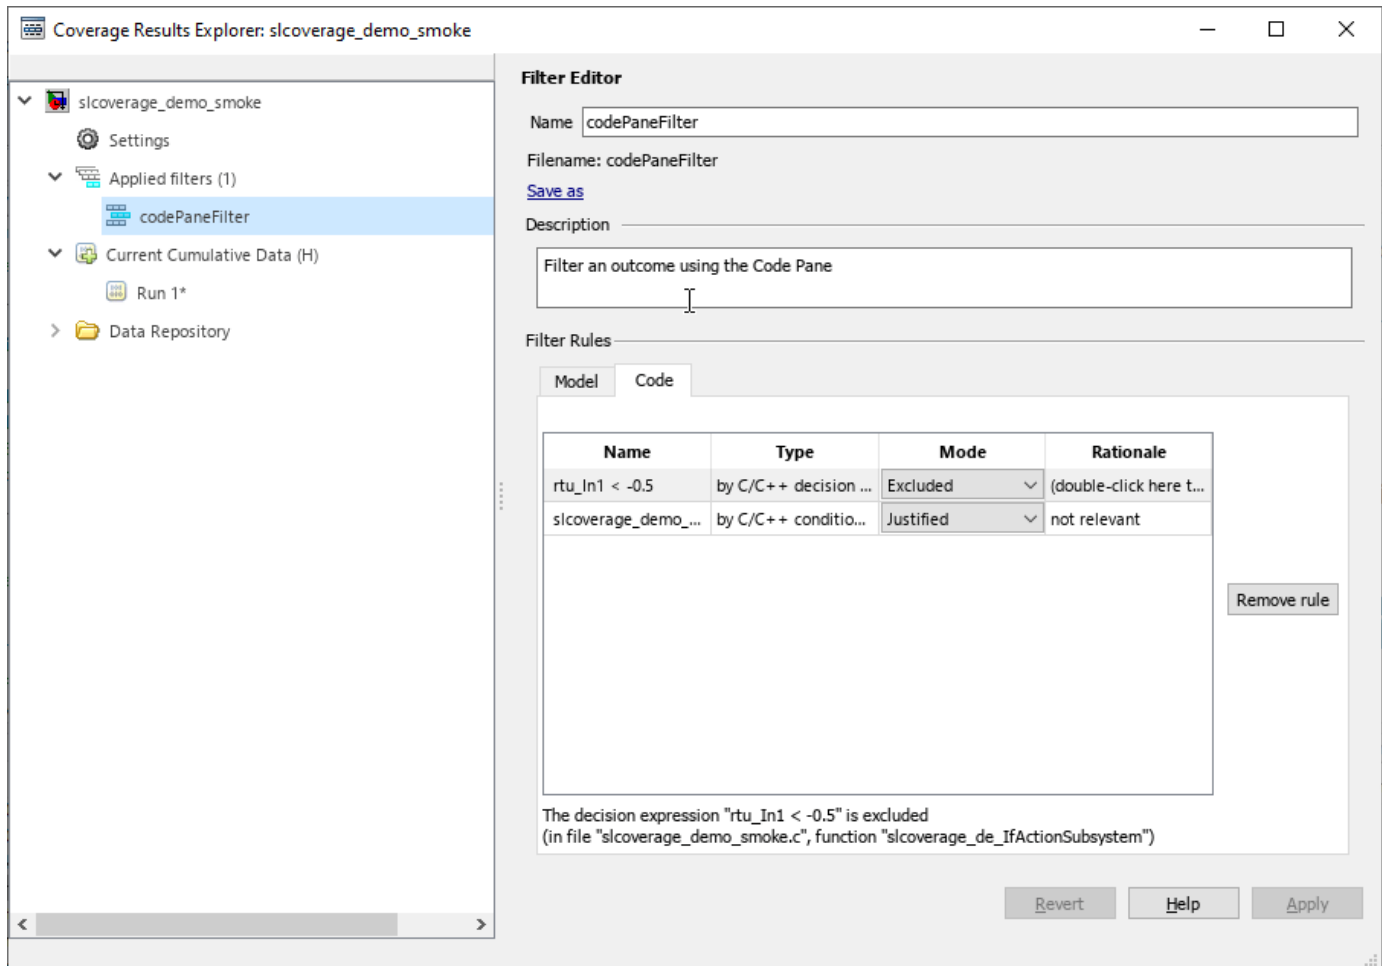 Coverage Results Explorer: slcoverage_demo_smoke
slcoverage_demo_smoke
Settings
Applied filters (1)
codePaneFilter
Current Cumulative Data (H)
Run 1*
Data Repository
Filter Editor
Name codePaneFilter
Filename: codePaneFilter
Save as
Description
Filter an outcome using the Code Pane
Filter Rules
Model Code
Name Type Mode Rationale
rtu_In1 < -0.5 by C/C++ decision ... Excluded (double-click here t...
slcoverage_demo_... by C/C++ conditio... Justified not relevant
Remove rule
The decision expression "rtu_In1 < -0.5" is excluded
(in file "slcoverage_demo_smoke.c", function "slcoverage_de_IfActionSubsystem")
Revert Help Apply